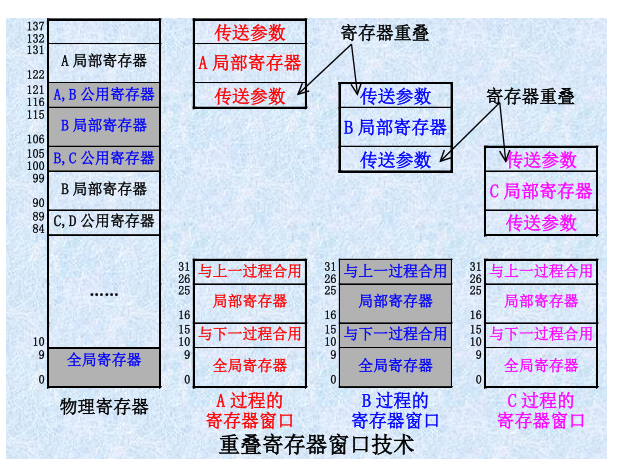 137
132
131
A 局部寄存器
122
121
A, B 公用寄存器
116
115
B 局部寄存器
106
105
B, C 公用寄存器
100
99
B 局部寄存器
90
89
C, D 公用寄存器
84
……
10
9
全局寄存器
0
物理寄存器
传送参数
A 局部寄存器
传送参数
寄存器重叠
传送参数
B 局部寄存器
传送参数
寄存器重叠
传送参数
C 局部寄存器
传送参数
31
与上一过程合用
26
25
局部寄存器
16
15
与下一过程合用
10
9
全局寄存器
0
A 过程的
寄存器窗口
31
与上一过程合用
26
25
局部寄存器
16
15
与下一过程合用
10
9
全局寄存器
0
B 过程的
寄存器窗口
31
与上一过程合用
26
25
局部寄存器
16
15
与下一过程合用
10
9
全局寄存器
0
C 过程的
寄存器窗口
重叠寄存器窗口技术